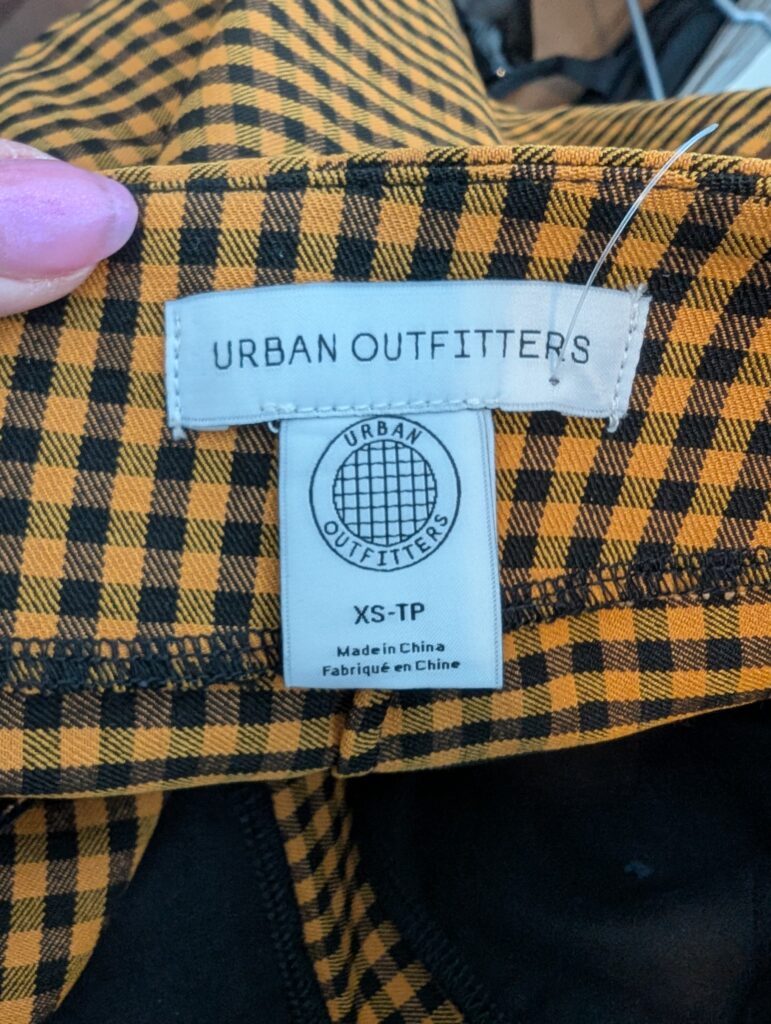 URBAN OUTFITTERS
URBAN
OUTFITTERS
XS-TP
Made in China
Fabriqué en Chine